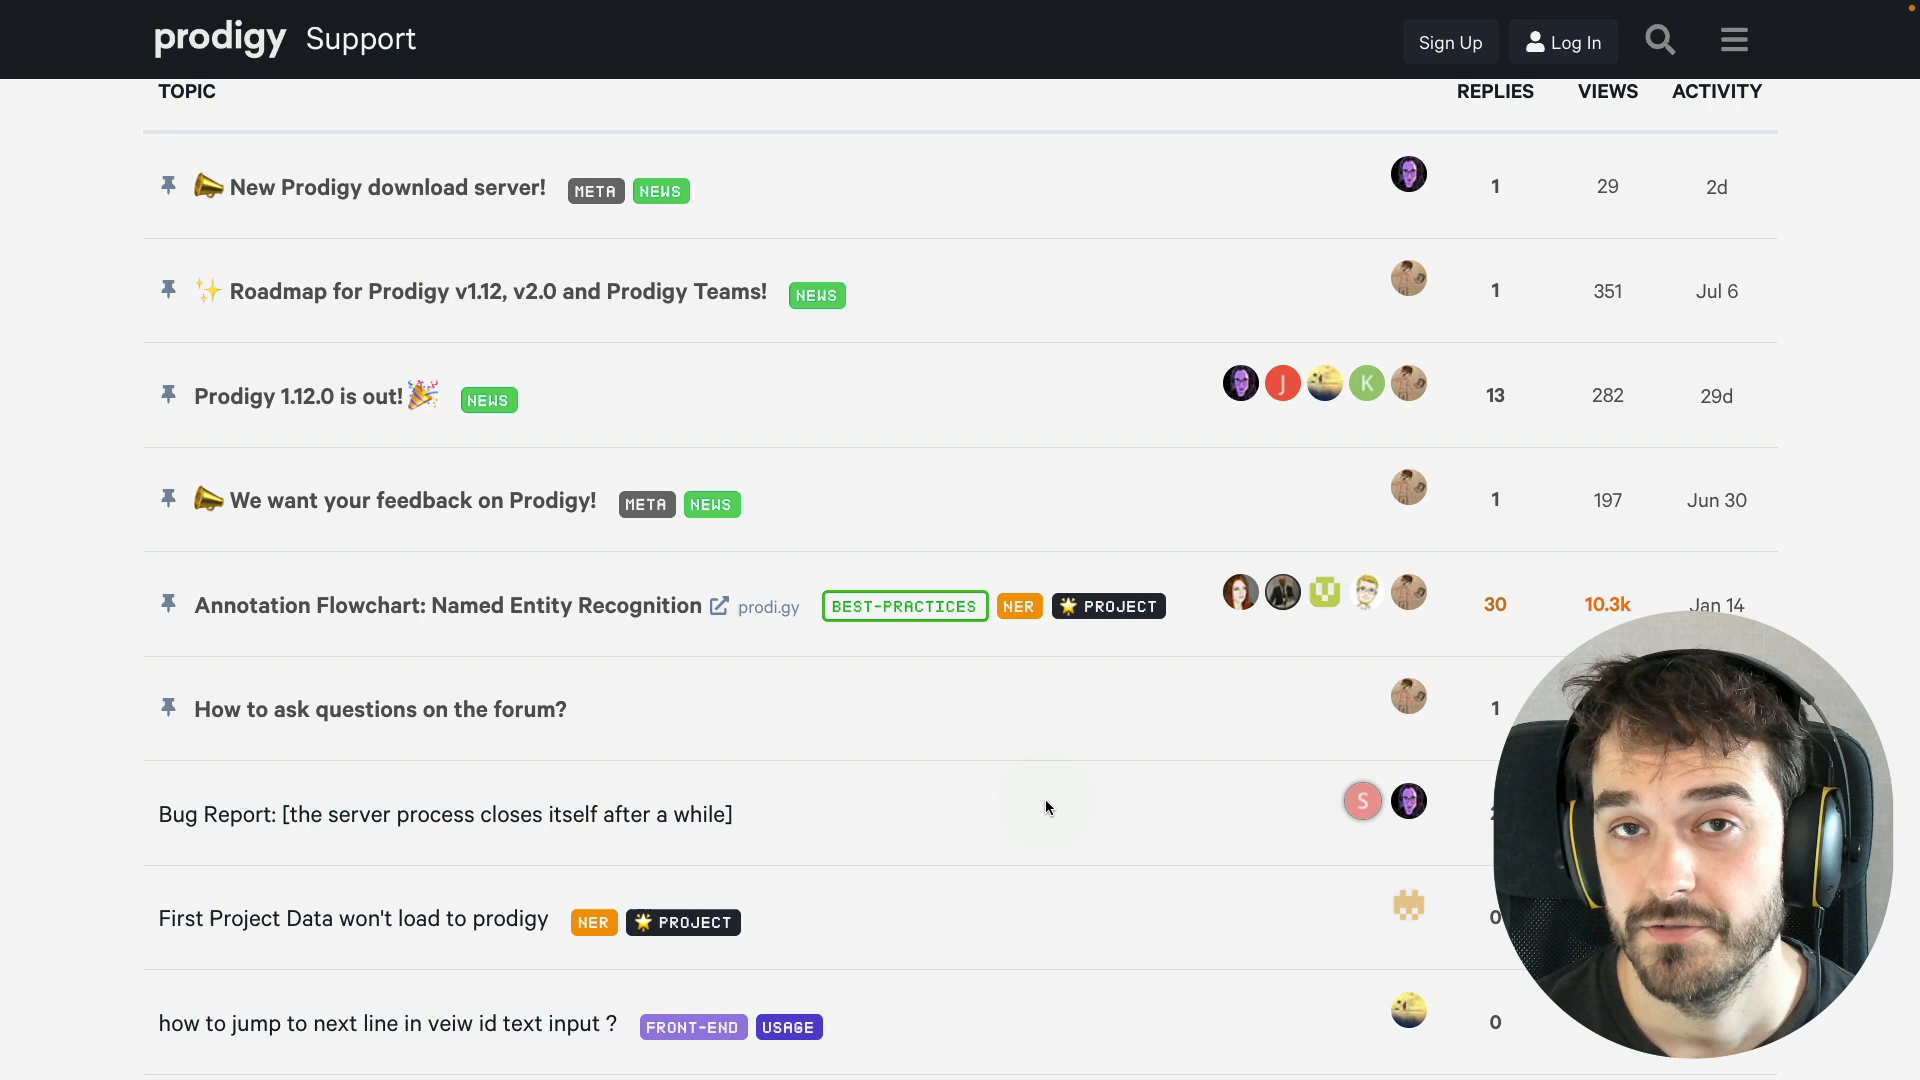 prodigy Support
Sign Up
Log In
TOPIC REPLIES VIEWS ACTIVITY
New Prodigy download server! META NEWS 1 29 2d
Roadmap for Prodigy v1.12, v2.0 and Prodigy Teams! NEWS 1 351 Jul 6
Prodigy 1.12.0 is out! NEWS J K 13 282 29d
We want your feedback on Prodigy! META NEWS 1 197 Jun 30
Annotation Flowchart: Named Entity Recognition prodi.gy BEST-PRACTICES NER PROJECT 30 10.3k Jan 14
How to ask questions on the forum? 1
Bug Report: [the server process closes itself after a while] S
First Project Data won't load to prodigy NER PROJECT 0
how to jump to next line in veiw id text input ? FRONT-END USAGE 0